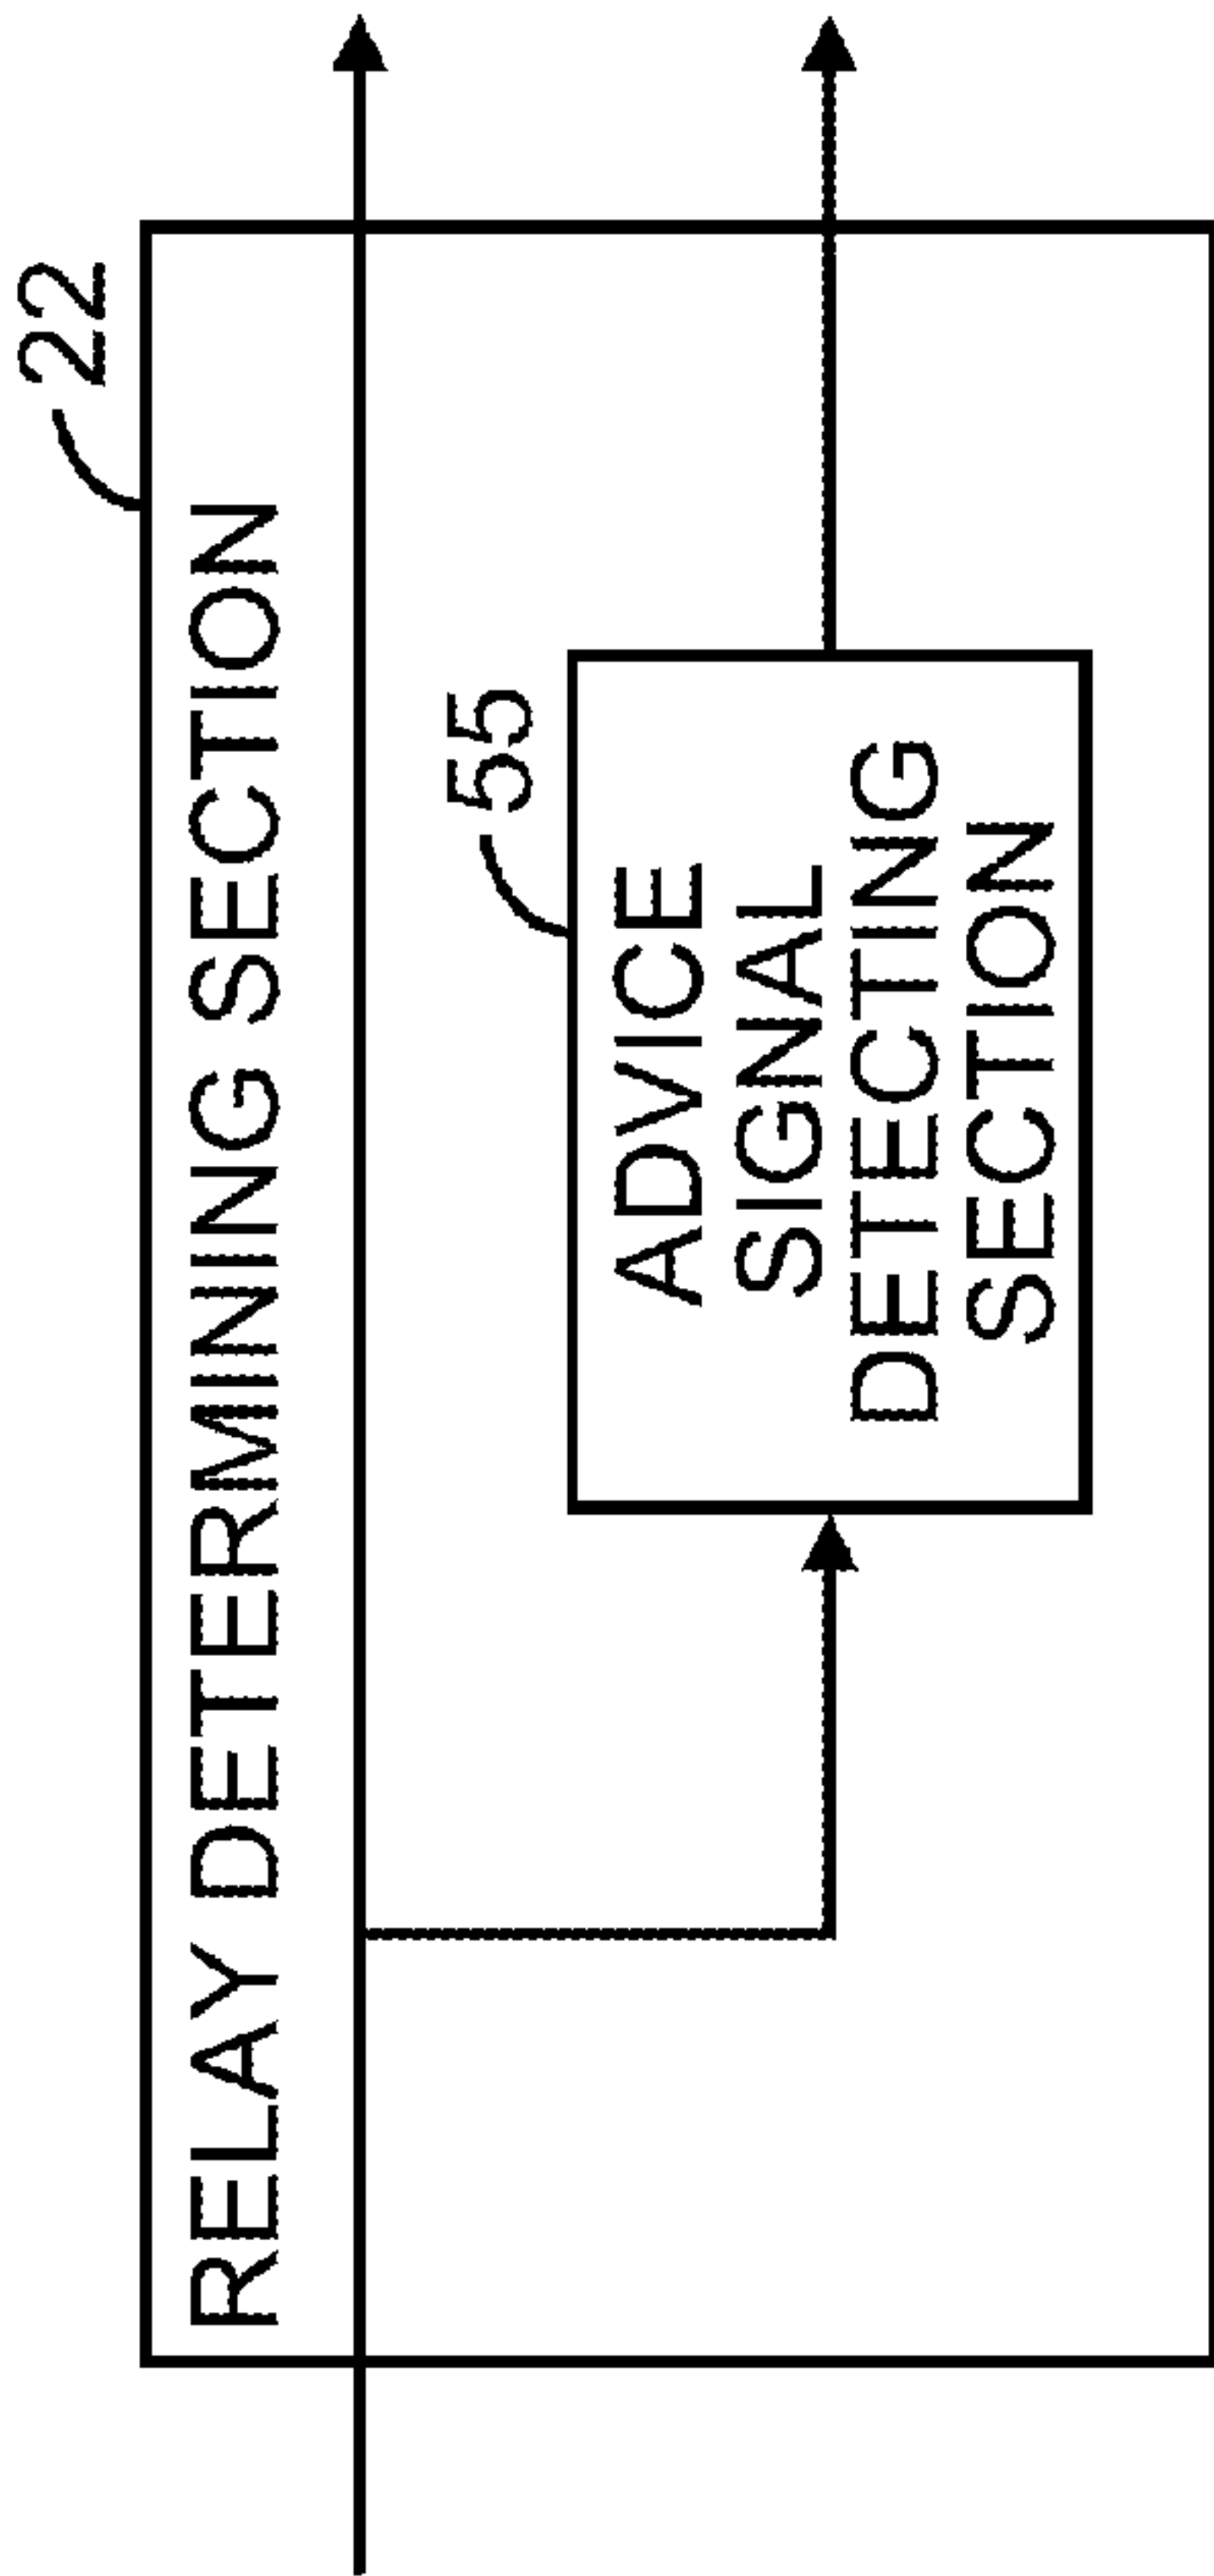 22
RELAY DETERMINING SECTION
55
ADVICE
SIGNAL
DETECTING
SECTION